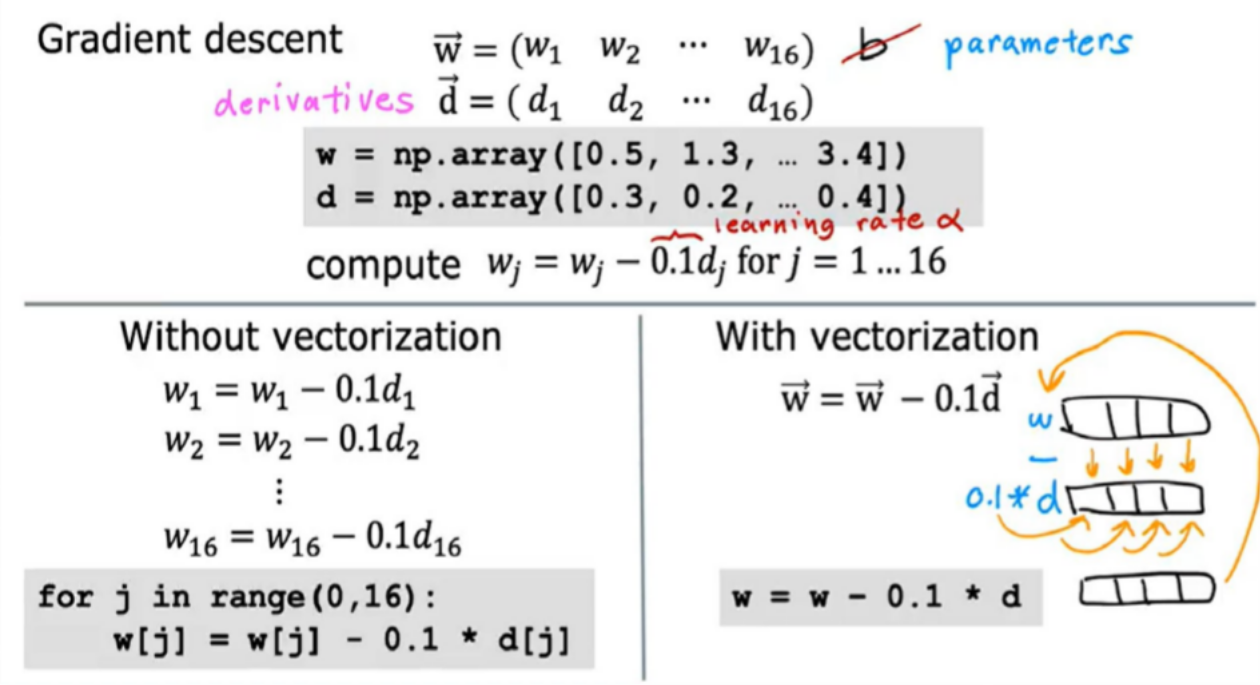 Gradient descent w⃗ = (w₁ w₂ ⋯ w₁₆) b parameters
derivatives d⃗ = (d₁ d₂ ⋯ d₁₆)
w = np.array([0.5, 1.3, … 3.4])
d = np.array([0.3, 0.2, … 0.4])
learning rate α
compute wⱼ = wⱼ − 0.1dⱼ for j = 1 … 16
Without vectorization
w₁ = w₁ − 0.1d₁
w₂ = w₂ − 0.1d₂
⋮
w₁₆ = w₁₆ − 0.1d₁₆
for j in range(0,16):
    w[j] = w[j] - 0.1 * d[j]
With vectorization
w⃗ = w⃗ − 0.1d⃗
w
−
0.1 * d
w = w - 0.1 * d